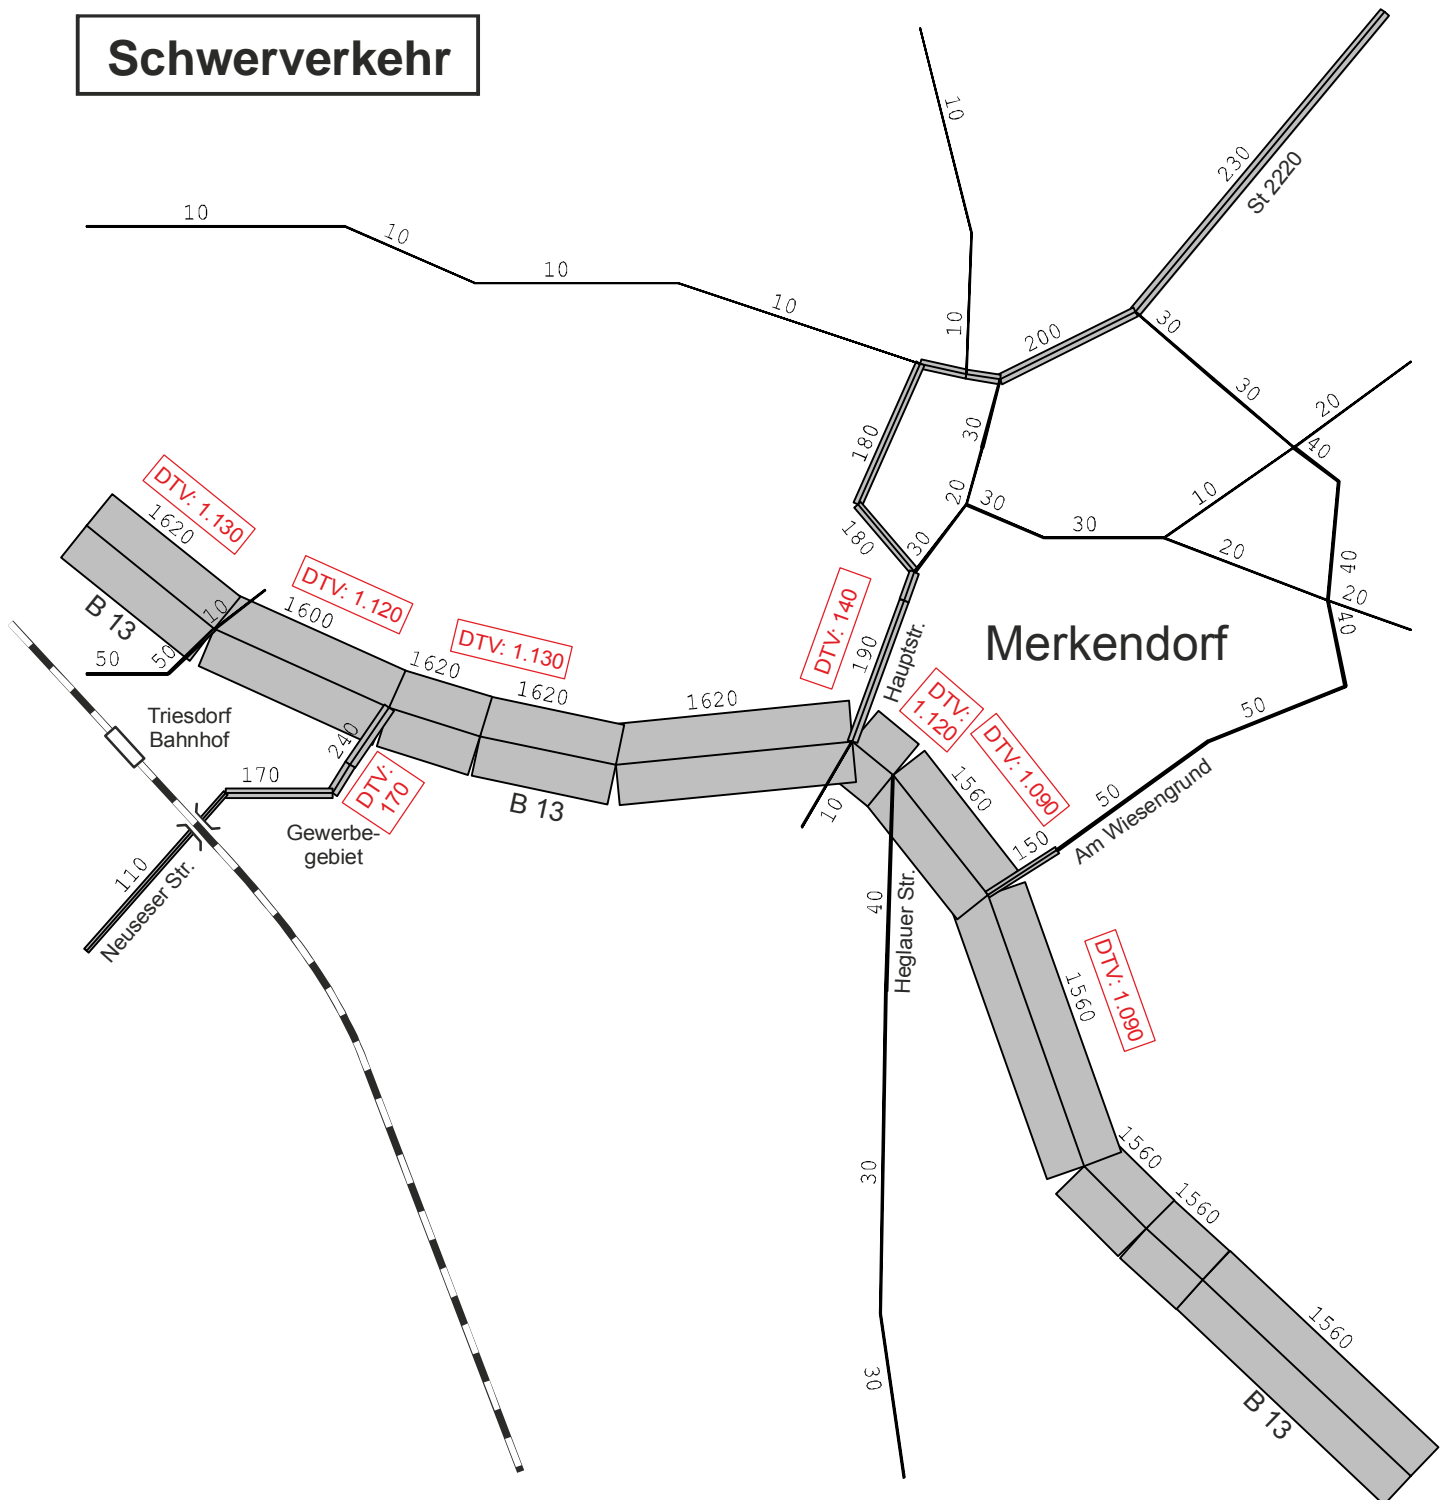 Schwerverkehr
10
10
230
St 2220
10
10
10
10
10
200
30
30
20
40
180
30
10
20
30
30
180
30
20
40
20
40
DTV: 1.130
1620
B 13
10
50
50
DTV: 1.120
1600
DTV: 1.130
1620
1620
1620
B 13
DTV: 140
190
Hauptstr.
Merkendorf
DTV:
1.120
DTV: 1.090
1560
50
50
Am Wiesengrund
150
10
Triesdorf
Bahnhof
240
DTV:
170
170
Gewerbe-
gebiet
110
Neuseser Str.
40
Heglauer Str.
DTV: 1.090
1560
30
1560
1560
1560
30
B 13